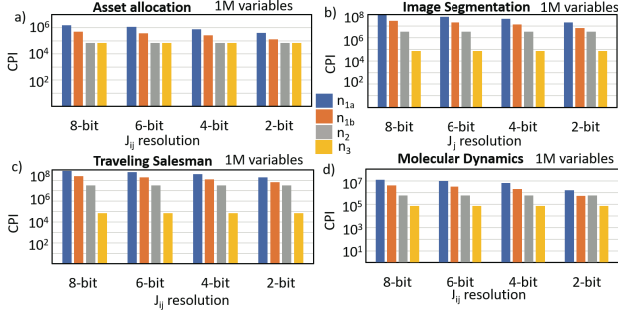 a) Asset allocation 1M variables
CPI
10^6
10^4
10^2
8-bit 6-bit 4-bit 2-bit
J_ij resolution
b) Image Segmentation 1M variables
CPI
10^8
10^6
10^4
10^2
8-bit 6-bit 4-bit 2-bit
J_j resolution
n_1a
n_1b
n_2
n_3
c) Traveling Salesman 1M variables
CPI
10^8
10^6
10^4
10^2
8-bit 6-bit 4-bit 2-bit
J_ij resolution
d) Molecular Dynamics 1M variables
CPI
10^7
10^5
10^3
10^1
8-bit 6-bit 4-bit 2-bit
J_ij resolution